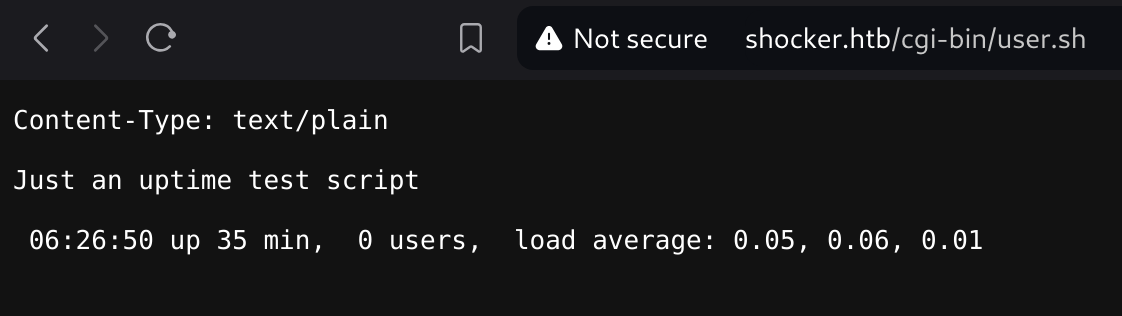 Not secure shocker.htb/cgi-bin/user.sh
Content-Type: text/plain
Just an uptime test script
 06:26:50 up 35 min,  0 users,  load average: 0.05, 0.06, 0.01